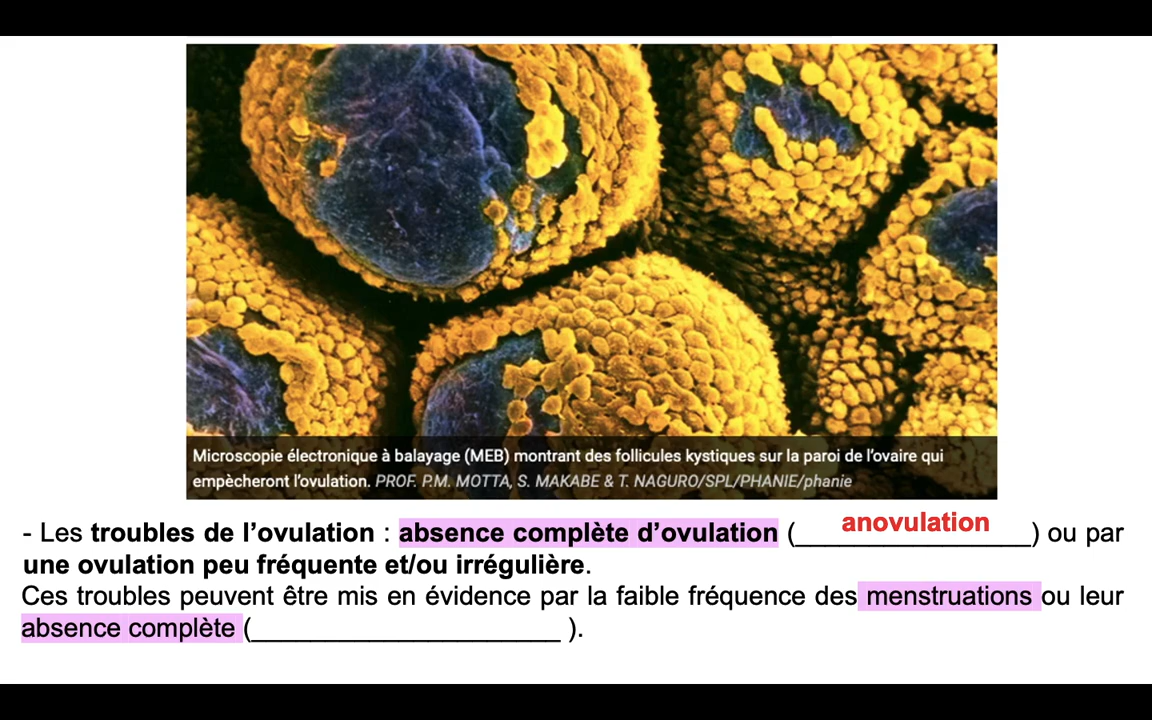 Microscopie électronique à balayage (MEB) montrant des follicules kystiques sur la paroi de l'ovaire qui
empècheront l'ovulation. PROF. P.M. MOTTA, S. MAKABE & T. NAGURO/SPL/PHANIE/phanie
- Les troubles de l'ovulation : absence complète d'ovulation (anovulation) ou par
une ovulation peu fréquente et/ou irrégulière.
Ces troubles peuvent être mis en évidence par la faible fréquence des menstruations ou leur
absence complète (______________________ ).